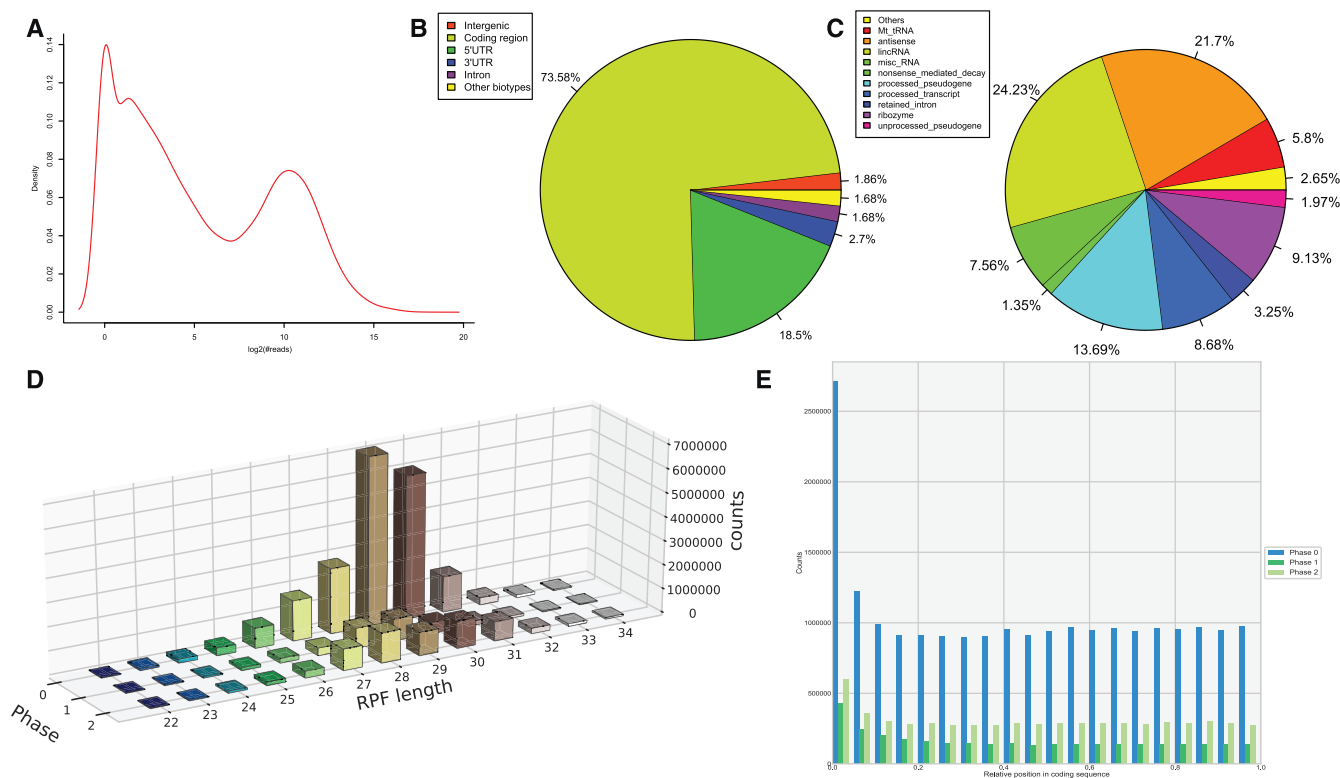 A
0.14
0.12
0.10
0.08
0.06
0.04
0.02
0.00
Density
0
5
10
15
20
log2(#reads)
B
Intergenic
Coding region
5'UTR
3'UTR
Intron
Other biotypes
73.58%
1.86%
1.68%
1.68%
2.7%
18.5%
C
Others
Mt_tRNA
antisense
lincRNA
misc_RNA
nonsense_mediated_decay
processed_pseudogene
processed_transcript
retained_intron
ribozyme
unprocessed_pseudogene
21.7%
24.23%
5.8%
2.65%
1.97%
9.13%
3.25%
8.68%
13.69%
1.35%
7.56%
D
7000000
6000000
5000000
4000000
3000000
2000000
1000000
0
counts
0
1
2
Phase
22
23
24
25
26
27
28
29
30
31
32
33
34
RPF length
E
2500000
2000000
1500000
1000000
500000
0
Counts
0.0
0.2
0.4
0.6
0.8
1.0
Relative position in coding sequence
Phase 0
Phase 1
Phase 2